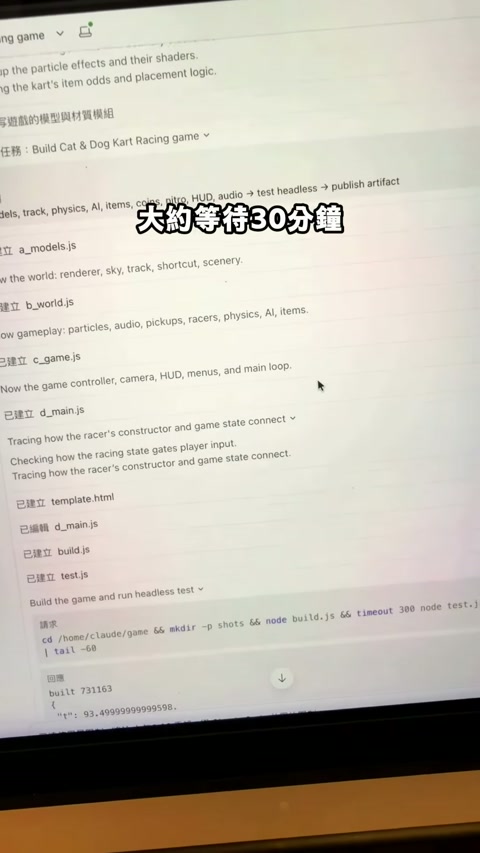 ng game
up the particle effects and their shaders.
ng the kart's item odds and placement logic.
寫遊戲的模型與材質模組
任務：Build Cat & Dog Kart Racing game
dels, track, physics, AI, items, coins, nitro, HUD, audio → test headless → publish artifact
大約等待30分鐘
建立 a_models.js
w the world: renderer, sky, track, shortcut, scenery.
建立 b_world.js
ow gameplay: particles, audio, pickups, racers, physics, AI, items.
已建立 c_game.js
Now the game controller, camera, HUD, menus, and main loop.
已建立 d_main.js
Tracing how the racer's constructor and game state connect
Checking how the racing state gates player input.
Tracing how the racer's constructor and game state connect.
已建立 template.html
已編輯 d_main.js
已建立 build.js
已建立 test.js
Build the game and run headless test
請求
cd /home/claude/game && mkdir -p shots && node build.js && timeout 300 node test.j
| tail -60
回應
built 731163
{
"t": 93.49999999999598,